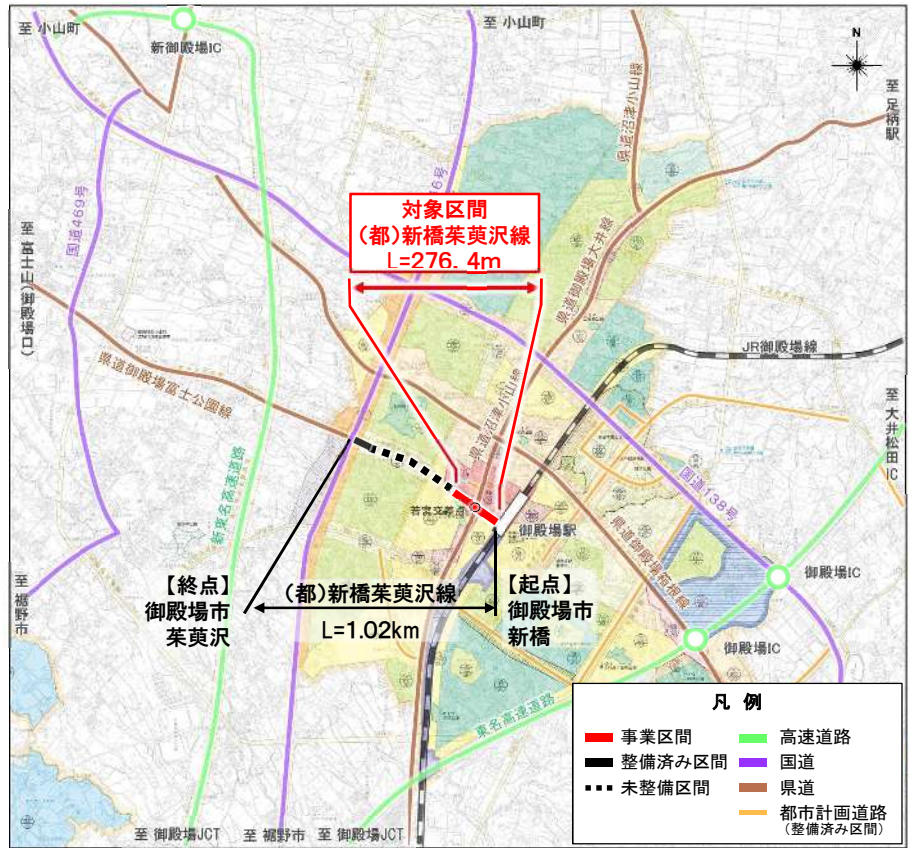 至 小山町
新御殿場IC
至 小山町
N
至 足柄駅
県道沼津小山線
国道469号
対象区間
(都)新橋茱萸沢線
L=276.4m
県道御殿場大井線
至 富士山(御殿場口)
JR御殿場線
県道御殿場富士公園線
県道沼津小山線
至 大井松田IC
新東名高速道路
国道138号
若宮交差点
御殿場駅
県道御殿場箱根線
至 裾野市
【終点】
御殿場市
茱萸沢
(都)新橋茱萸沢線
L=1.02km
【起点】
御殿場市
新橋
御殿場IC
御殿場IC
東名高速道路
凡 例
事業区間
整備済み区間
未整備区間
高速道路
国道
県道
都市計画道路
(整備済み区間)
至 御殿場JCT
至 裾野市
至 御殿場JCT